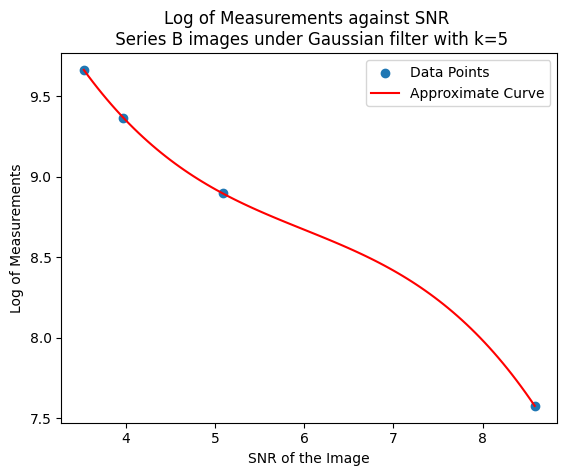 Log of Measurements against SNR
Series B images under Gaussian filter with k=5
Data Points
Approximate Curve
9.5
9.0
8.5
8.0
7.5
Log of Measurements
4 5 6 7 8
SNR of the Image